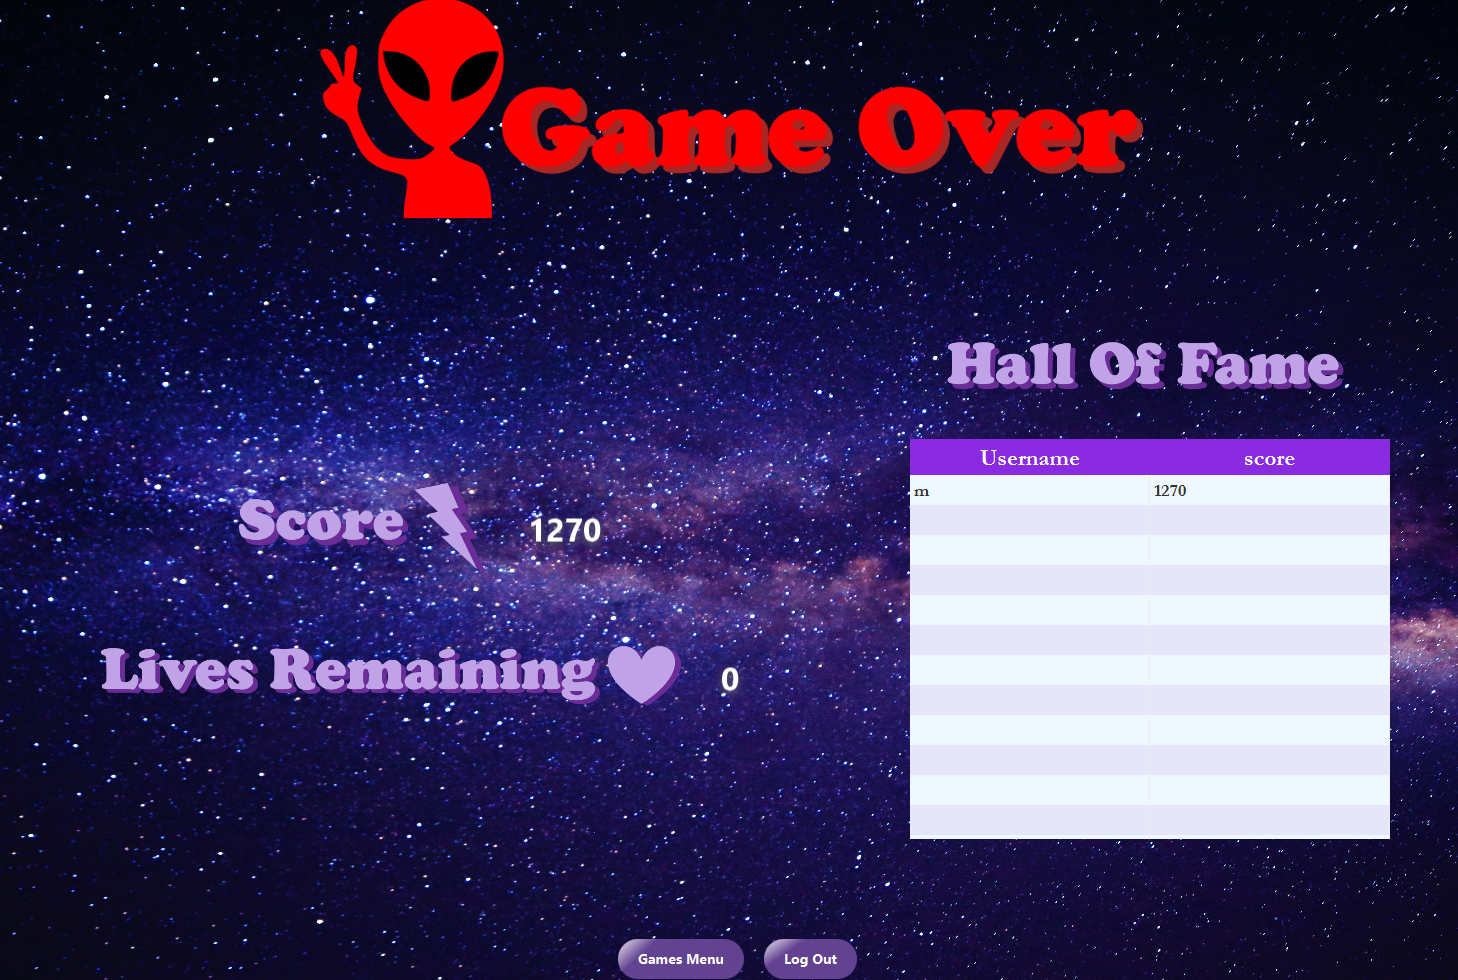 Game Over
Hall Of Fame
Username score
m 1270
Score 1270
Lives Remaining 0
Games Menu Log Out